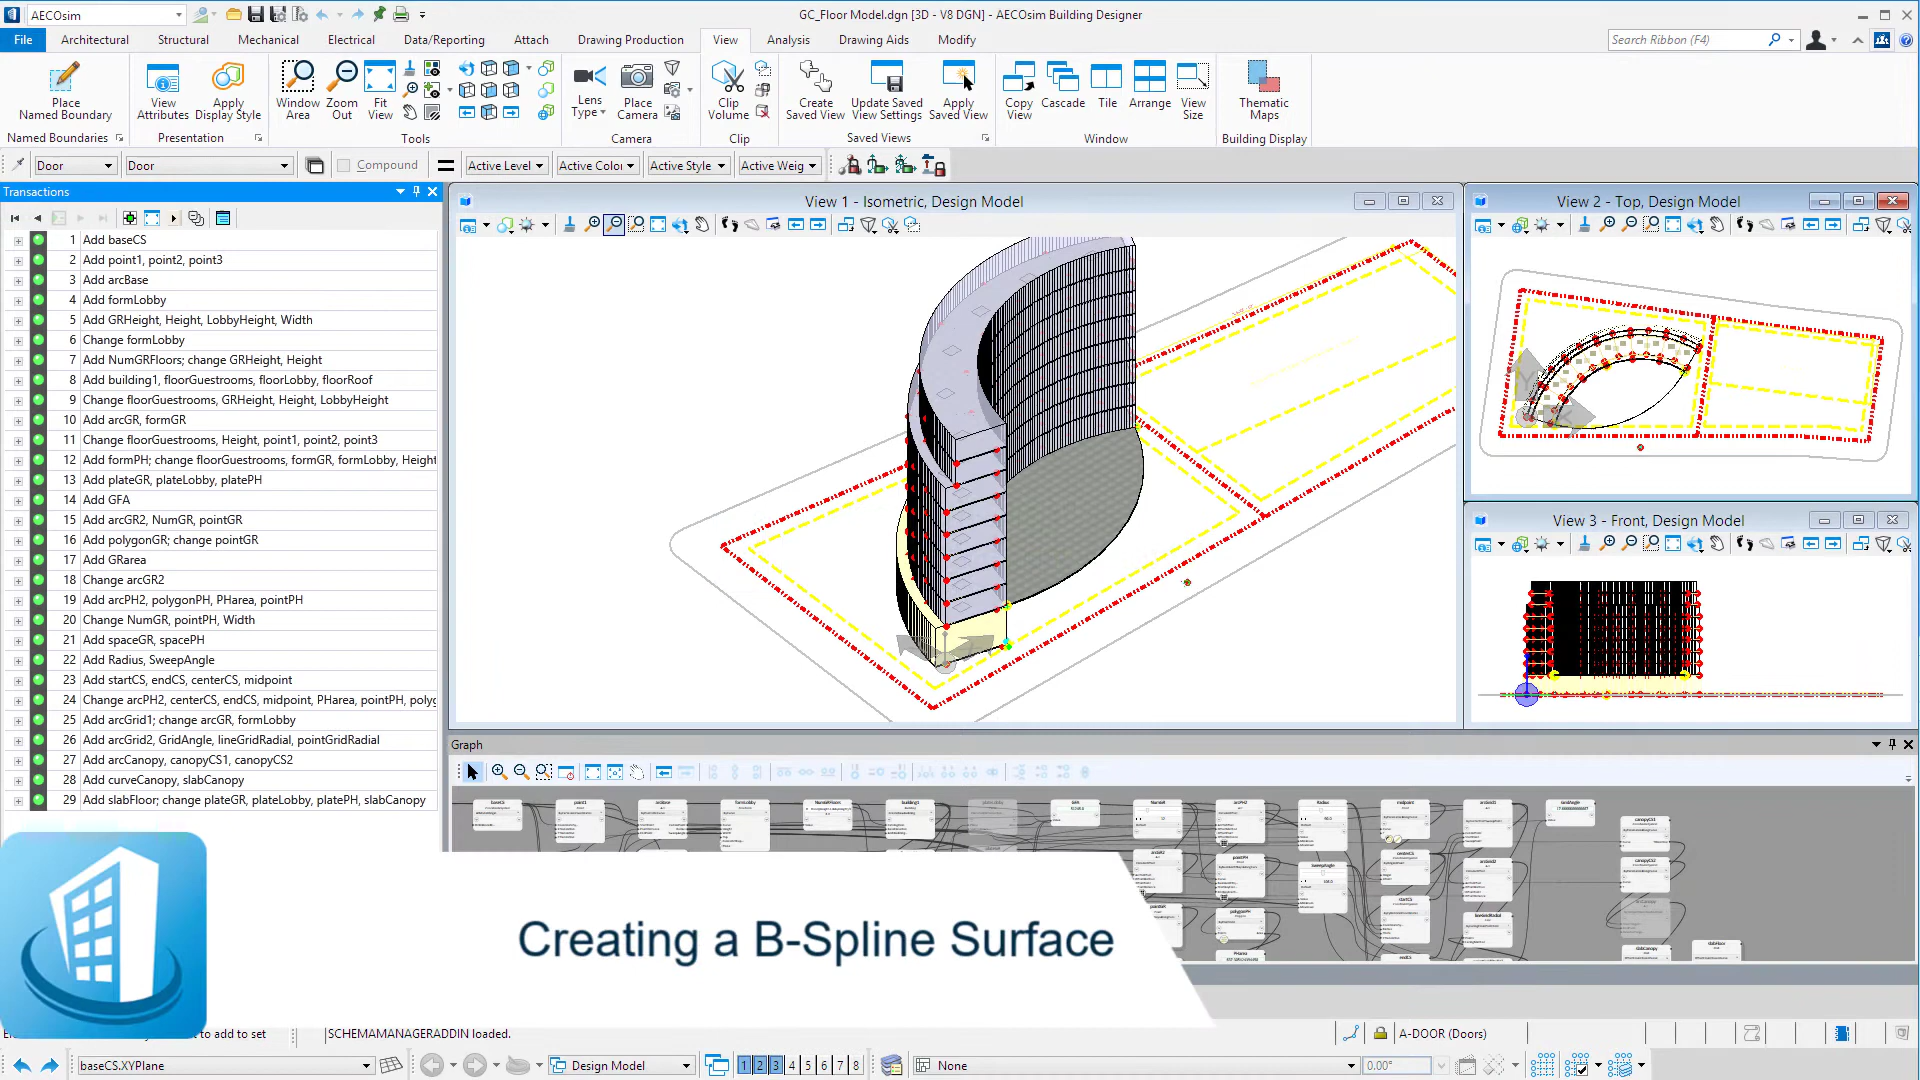 AECOsim
GC_Floor Model.dgn [3D - V8 DGN] - AECOsim Building Designer
File
Architectural
Structural
Mechanical
Electrical
Data/Reporting
Attach
Drawing Production
View
Analysis
Drawing Aids
Modify
Search Ribbon (F4)
Place
Named Boundary
View
Attributes
Apply
Display Style
Window
Area
Zoom
Out
Fit
View
Lens
Type
Place
Camera
Clip
Volume
Create
Saved View
Update Saved
View Settings
Apply
Saved View
Copy
View
Cascade
Tile
Arrange
View
Size
Thematic
Maps
Named Boundaries
Presentation
Tools
Camera
Clip
Saved Views
Window
Building Display
Door
Door
Compound
Active Level
Active Color
Active Style
Active Weig
Transactions
1 Add baseCS
2 Add point1, point2, point3
3 Add arcBase
4 Add formLobby
5 Add GRHeight, Height, LobbyHeight, Width
6 Change formLobby
7 Add NumGRFloors; change GRHeight, Height
8 Add building1, floorGuestrooms, floorLobby, floorRoof
9 Change floorGuestrooms, GRHeight, Height, LobbyHeight
10 Add arcGR, formGR
11 Change floorGuestrooms, Height, point1, point2, point3
12 Add formPH; change floorGuestrooms, formGR, formLobby, Height
13 Add plateGR, plateLobby, platePH
14 Add GFA
15 Add arcGR2, NumGR, pointGR
16 Add polygonGR; change pointGR
17 Add GRarea
18 Change arcGR2
19 Add arcPH2, polygonPH, PHarea, pointPH
20 Change NumGR, pointPH, Width
21 Add spaceGR, spacePH
22 Add Radius, SweepAngle
23 Add startCS, endCS, centerCS, midpoint
24 Change arcPH2, centerCS, endCS, midpoint, PHarea, pointPH, polyg
25 Add arcGrid1; change arcGR, formLobby
26 Add arcGrid2, GridAngle, lineGridRadial, pointGridRadial
27 Add arcCanopy, canopyCS1, canopyCS2
28 Add curveCanopy, slabCanopy
29 Add slabFloor; change plateGR, plateLobby, platePH, slabCanopy
View 1 - Isometric, Design Model
View 2 - Top, Design Model
View 3 - Front, Design Model
Graph
Creating a B-Spline Surface
t to add to set
SCHEMAMANAGERADDIN loaded.
A-DOOR (Doors)
baseCS.XYPlane
Design Model
1 2 3 4 5 6 7 8
None
0.00°